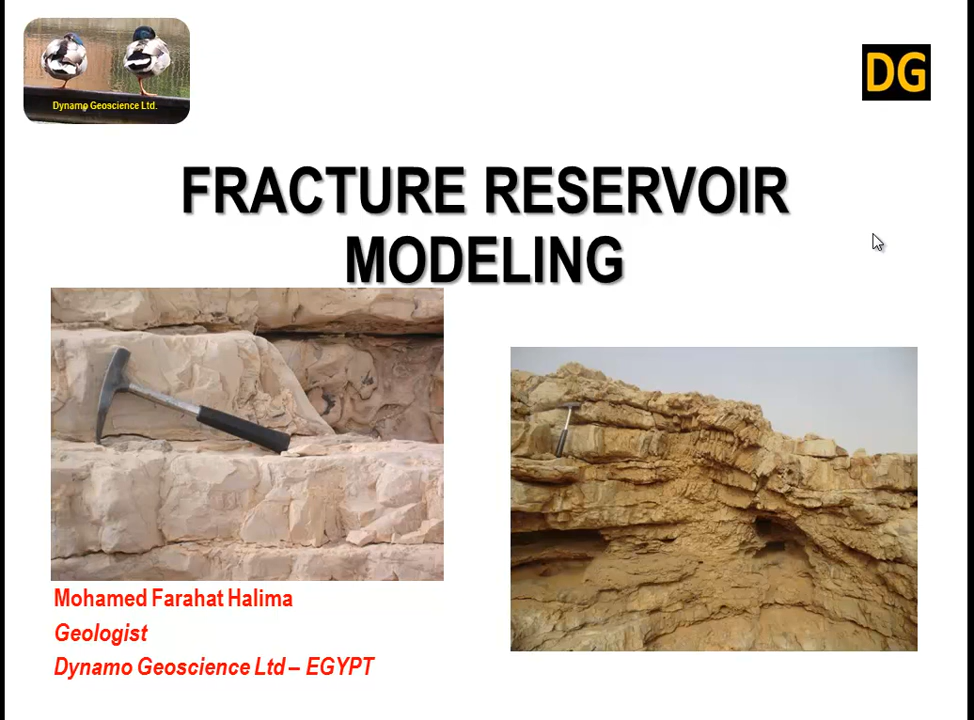 Dynamo Geoscience Ltd.
DG
FRACTURE RESERVOIR
MODELING
Mohamed Farahat Halima
Geologist
Dynamo Geoscience Ltd – EGYPT